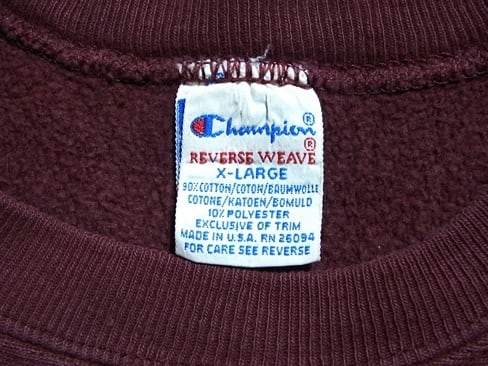 Champion®
REVERSE WEAVE®
X-LARGE
90% COTTON/COTON/BAUMWOLLE
COTONE/KATOEN/BOMULD
10% POLYESTER
EXCLUSIVE OF TRIM
MADE IN U.S.A. RN 26094
FOR CARE SEE REVERSE